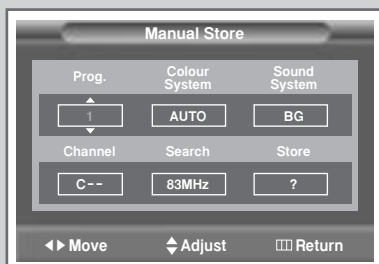 Manual Store
Prog. Colour System Sound System
1 AUTO BG
Channel Search Store
C-- 83MHz ?
Move Adjust Return